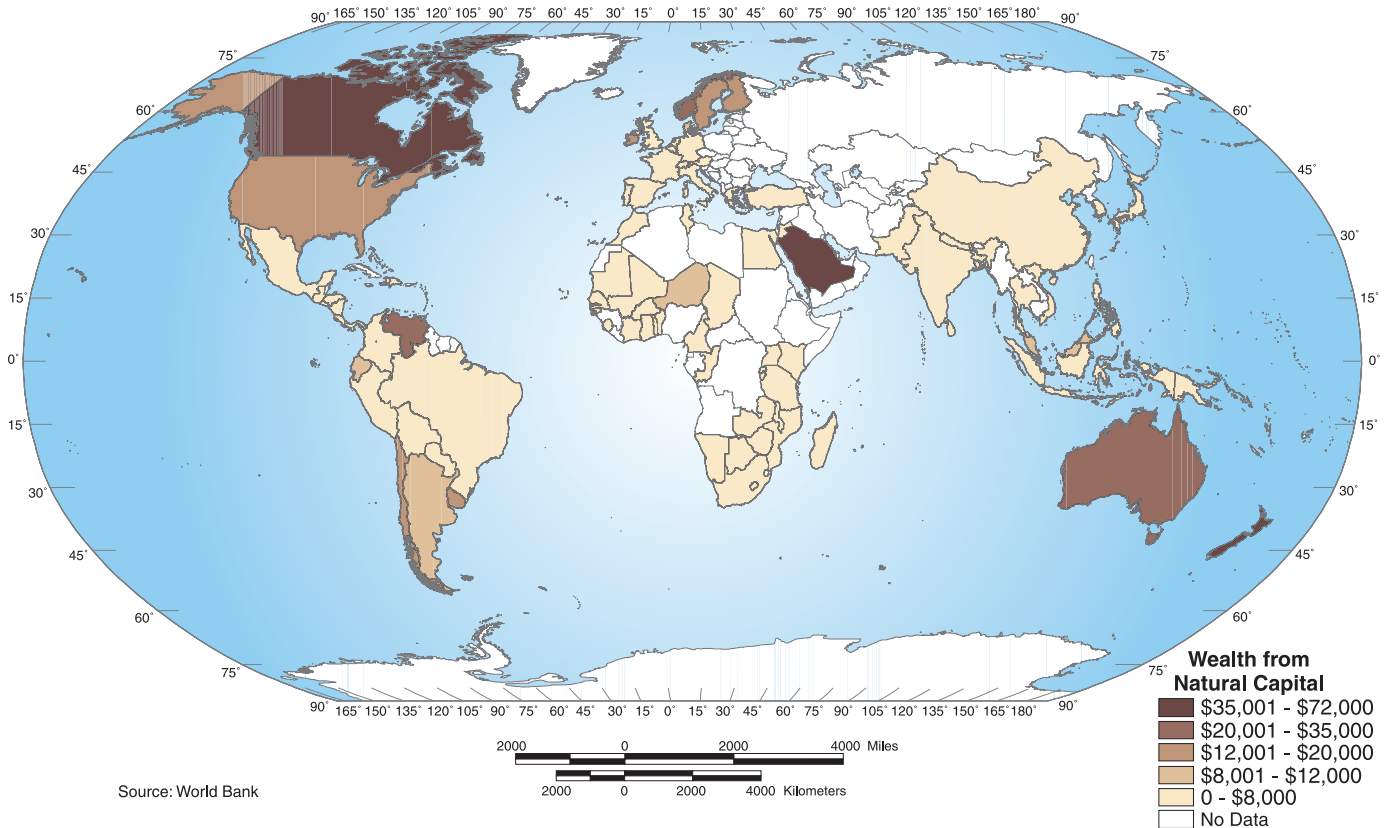 90˚ 165˚ 150˚ 135˚ 120˚ 105˚ 90˚ 75˚ 60˚ 45˚ 30˚ 15˚ 0˚ 15˚ 30˚ 45˚ 60˚ 75˚ 90˚ 105˚ 120˚ 135˚ 150˚ 165˚ 180˚ 90˚
75˚ 75˚
60˚ 60˚
45˚ 45˚
30˚ 30˚
15˚ 15˚
0˚ 0˚
15˚ 15˚
30˚ 30˚
45˚ 45˚
60˚ 60˚
75˚ 75˚
90˚ 165˚ 150˚ 135˚ 120˚ 105˚ 90˚ 75˚ 60˚ 45˚ 30˚ 15˚ 0˚ 15˚ 30˚ 45˚ 60˚ 75˚ 90˚ 105˚ 120˚ 135˚ 150˚ 165˚ 180˚ 90˚
Wealth from
Natural Capital
$35,001 - $72,000
$20,001 - $35,000
$12,001 - $20,000
$8,001 - $12,000
0 - $8,000
No Data
2000 0 2000 4000 Miles
2000 0 2000 4000 Kilometers
Source: World Bank